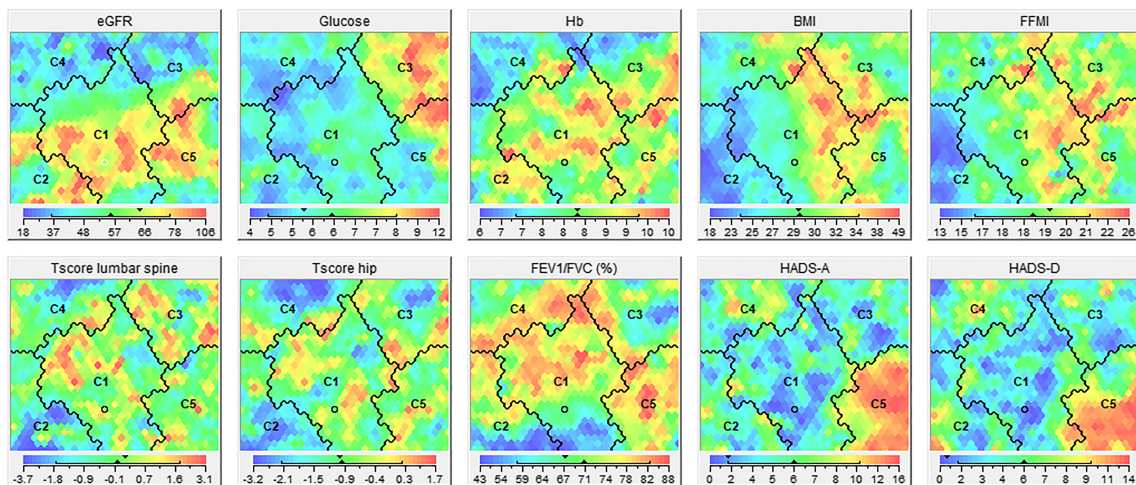 eGFR
C4
C3
C1
C2
C5
18 37 48 57 66 78 106
Glucose
C4
C3
C1
C2
C5
4 5 5 6 6 7 8 9 12
Hb
C4
C3
C1
C2
C5
6 7 7 8 8 9 9 10 10
BMI
C4
C3
C1
C2
C5
18 23 25 27 29 31 34 38 49
FFMI
C4
C3
C1
C2
C5
13 15 17 18 19 20 21 22 26
Tscore lumbar spine
C4
C3
C1
C2
C5
-3.7 -1.8 -0.9 -0.1 0.7 1.6 3.1
Tscore hip
C4
C3
C1
C2
C5
-3.2 -2.1 -1.5 -0.9 -0.4 0.3 1.7
FEV1/FVC (%)
C4
C3
C1
C2
C5
43 54 59 64 67 71 74 78 82 88
HADS-A
C4
C3
C1
C2
C5
0 2 4 6 8 11 16
HADS-D
C4
C3
C1
C2
C5
0 2 4 6 7 9 11 14